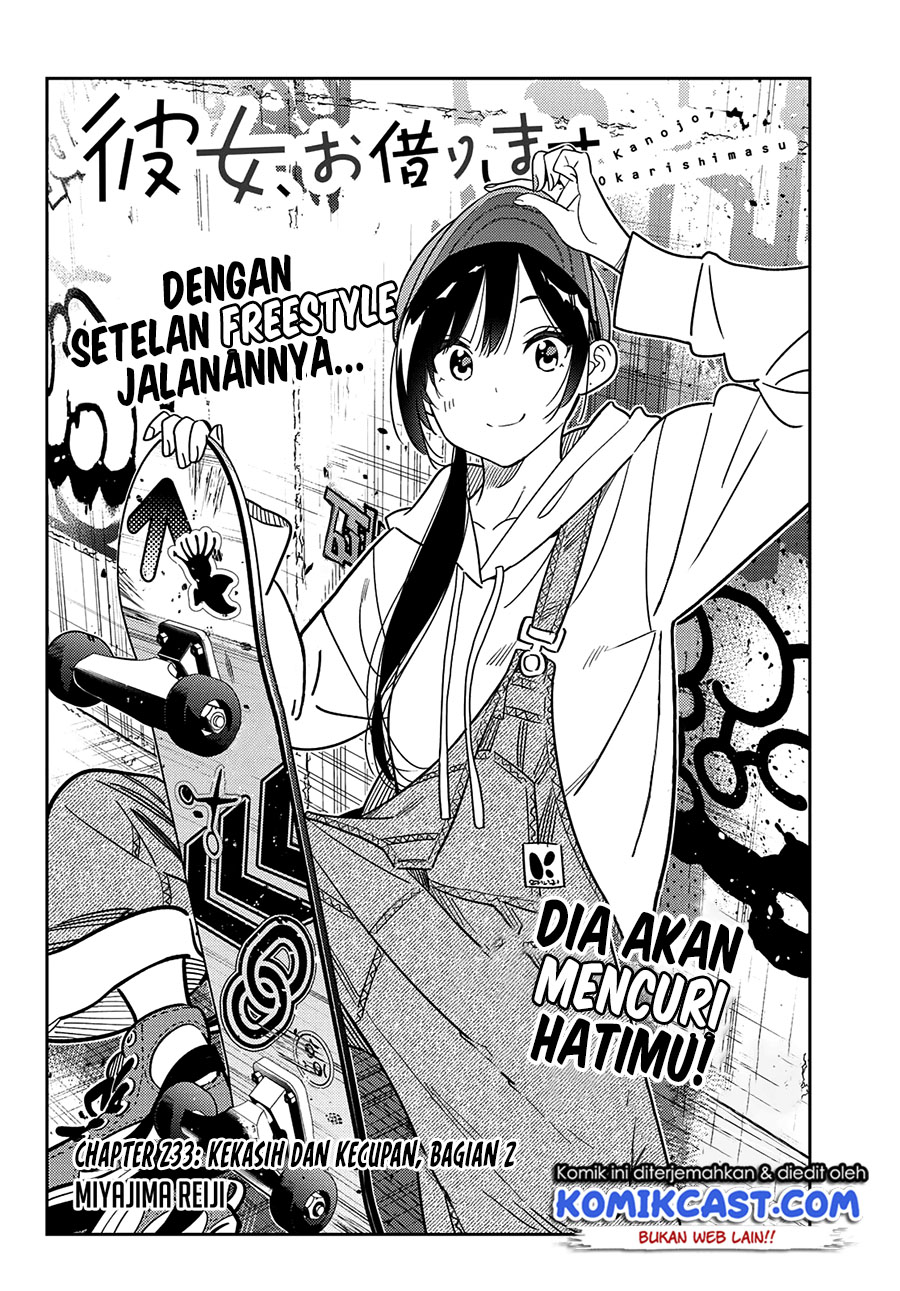 彼女、お借りします
Kanojo,
Okarishimasu
DENGAN
SETELAN FREESTYLE
JALANANNYA...
DIA AKAN
MENCURI
HATIMU!
CHAPTER 233: KEKASIH DAN KECUPAN, BAGIAN 2
MIYAJIMA REIJI
Komik ini diterjemahkan & diedit oleh
KOMIKCAST.COM
BUKAN WEB LAIN!!